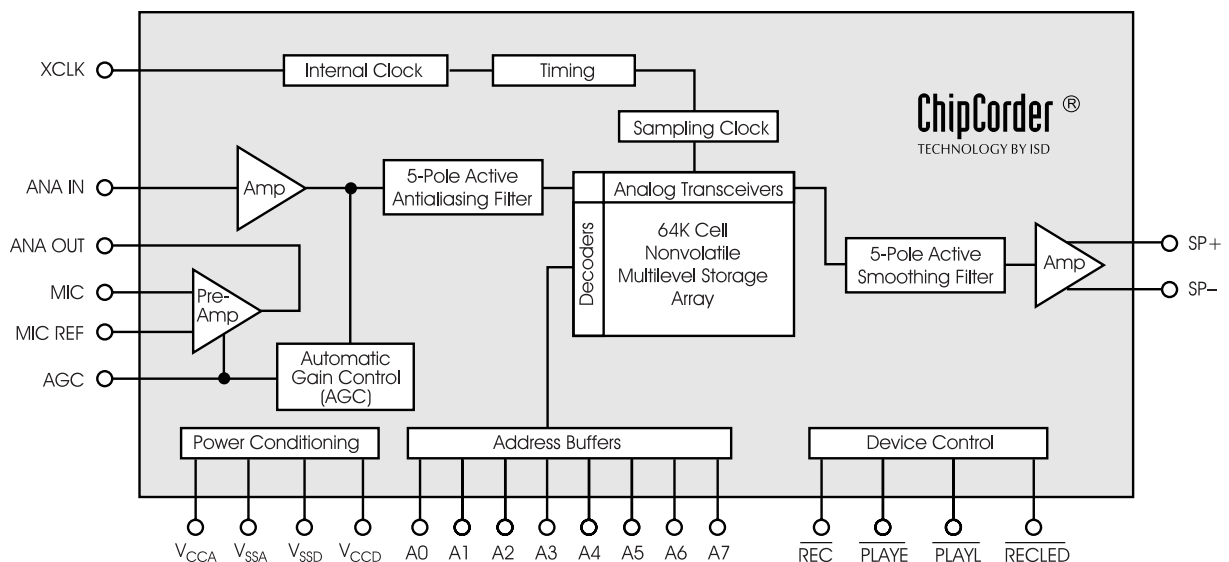 XCLK
Internal Clock
Timing
Sampling Clock
ChipCorder ®
TECHNOLOGY BY ISD
ANA IN
Amp
5-Pole Active
Antialiasing Filter
Analog Transceivers
Decoders
64K Cell
Nonvolatile
Multilevel Storage
Array
5-Pole Active
Smoothing Filter
Amp
SP+
SP–
ANA OUT
MIC
Pre-
Amp
MIC REF
AGC
Automatic
Gain Control
(AGC)
Power Conditioning
Address Buffers
Device Control
VCCA VSSA VSSD VCCD A0 A1 A2 A3 A4 A5 A6 A7 REC PLAYE PLAYL RECLED